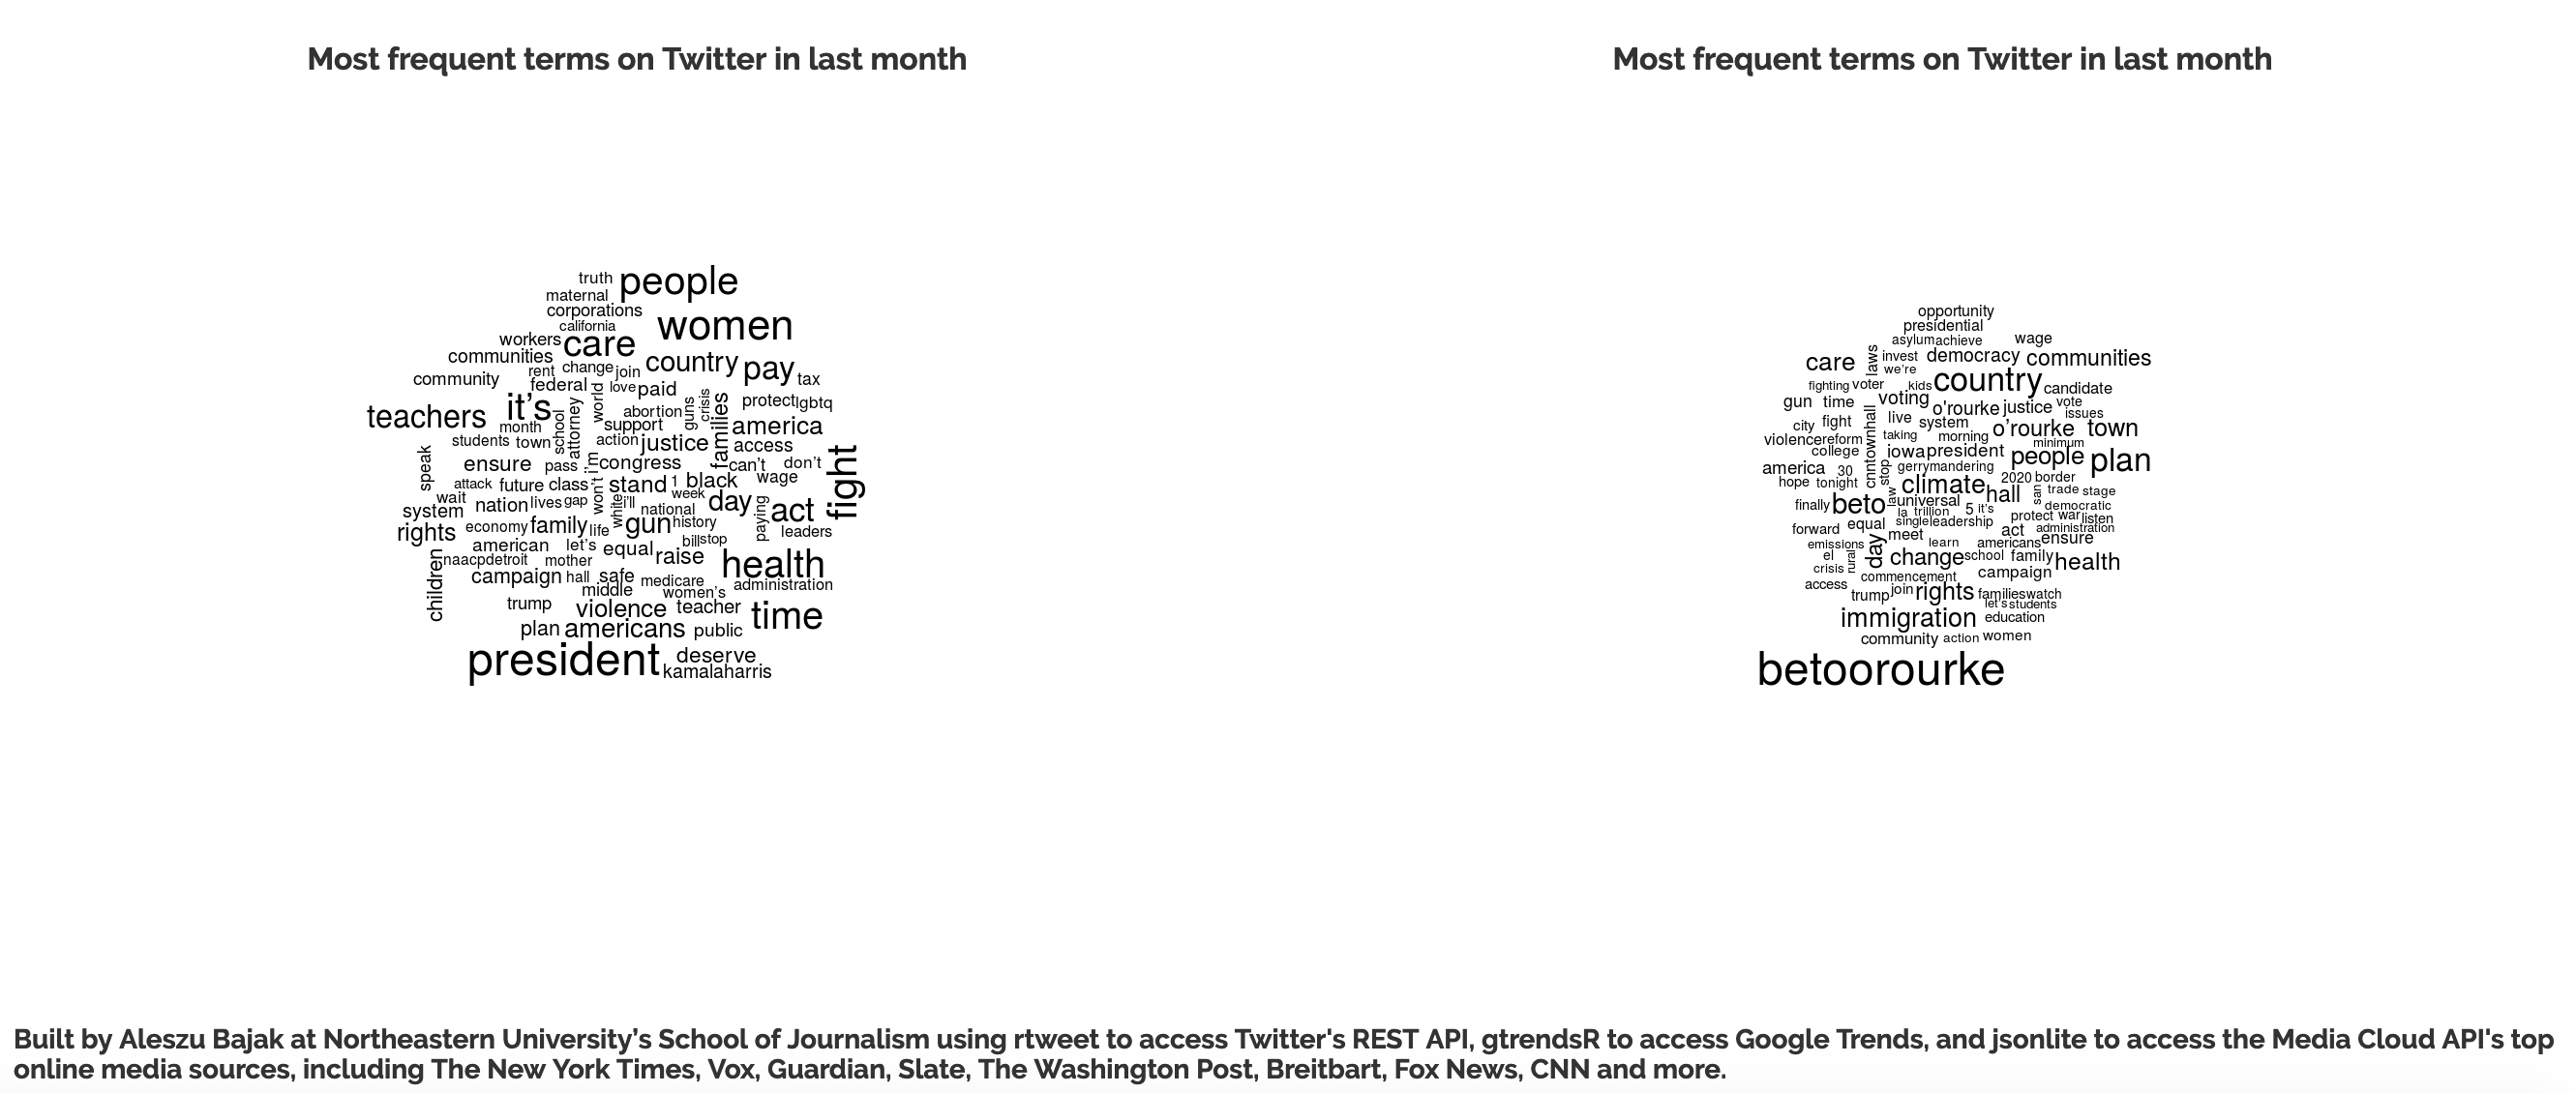 Most frequent terms on Twitter in last month
truth people
maternal
corporations
california women
workers care
communities rent change join country pay tax
community federal world love paid
teachers it's school attorney abortion guns crisis families protect lgbtq
month support america
students town action justice access
speak ensure pass i'm congress can't don't fight
attack future class won't stand 1 black wage
wait nation lives gap white i'll week day paying act
system national
rights economy family life gun history leaders
american let's equal bill stop
children naacpdetroit mother raise health
campaign hall safe medicare administration
middle women's
trump violence teacher time
plan americans public
president deserve
kamalaharris
Most frequent terms on Twitter in last month
opportunity
presidential
asylum achieve wage
care laws invest democracy communities
we're
fighting voter kids country candidate
gun time voting o'rourke justice vote
city fight townhall live system issues
violence reform cnn taking morning o'rourke town
college minimum
iowa president people plan
america 30 stop gerrymandering
hope tonight climate 2020 border
finally beto law universal hall san trade stage
la trillion 5 it's democratic
forward equal single leadership protect war listen
act administration
emissions day meet learn americans ensure
el rural change school family health
crisis commencement campaign
access trump join rights families watch
let's students
immigration education
community action women
betoorourke
Built by Aleszu Bajak at Northeastern University's School of Journalism using rtweet to access Twitter's REST API, gtrendsR to access Google Trends, and jsonlite to access the Media Cloud API's top
online media sources, including The New York Times, Vox, Guardian, Slate, The Washington Post, Breitbart, Fox News, CNN and more.